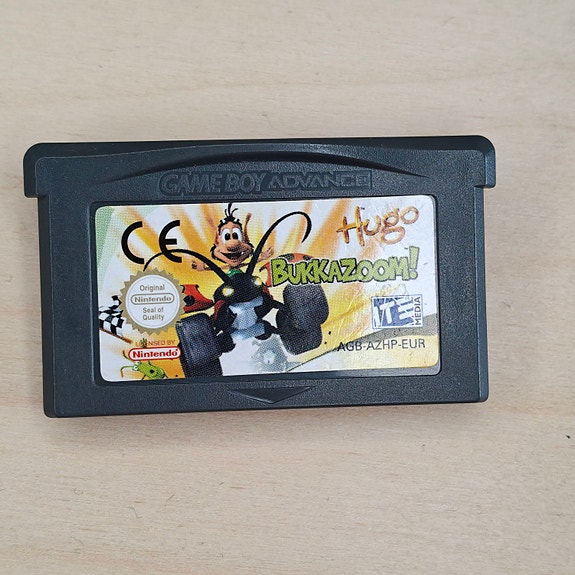 GAME BOY ADVANCE
CE
Hugo
BUKKAZOOM!
Original
Nintendo
Seal of
Quality
ITE
MEDIA
LICENSED BY
Nintendo
AGB-AZHP-EUR